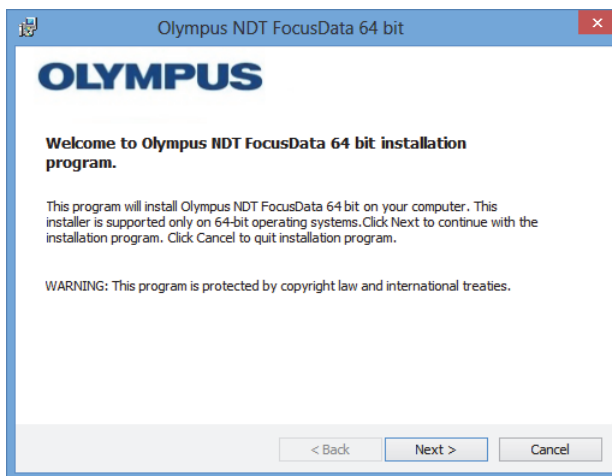 Olympus NDT FocusData 64 bit
OLYMPUS
Welcome to Olympus NDT FocusData 64 bit installation
program.
This program will install Olympus NDT FocusData 64 bit on your computer. This
installer is supported only on 64-bit operating systems.Click Next to continue with the
installation program. Click Cancel to quit installation program.
WARNING: This program is protected by copyright law and international treaties.
< Back Next > Cancel